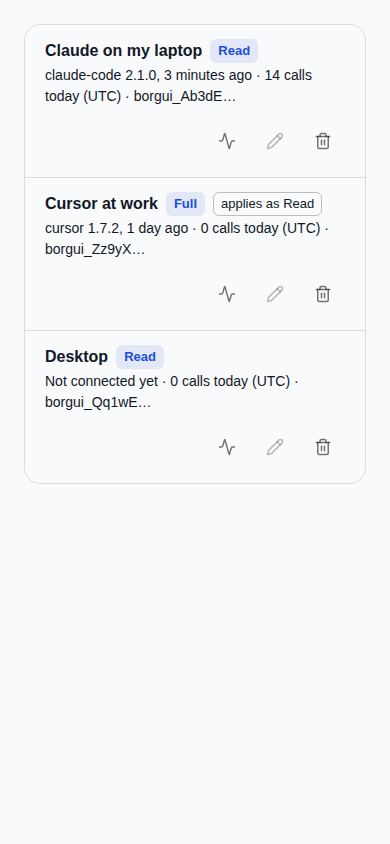 Claude on my laptop Read
claude-code 2.1.0, 3 minutes ago · 14 calls
today (UTC) · borgui_Ab3dE…
Cursor at work Full applies as Read
cursor 1.7.2, 1 day ago · 0 calls today (UTC) ·
borgui_Zz9yX…
Desktop Read
Not connected yet · 0 calls today (UTC) ·
borgui_Qq1wE…